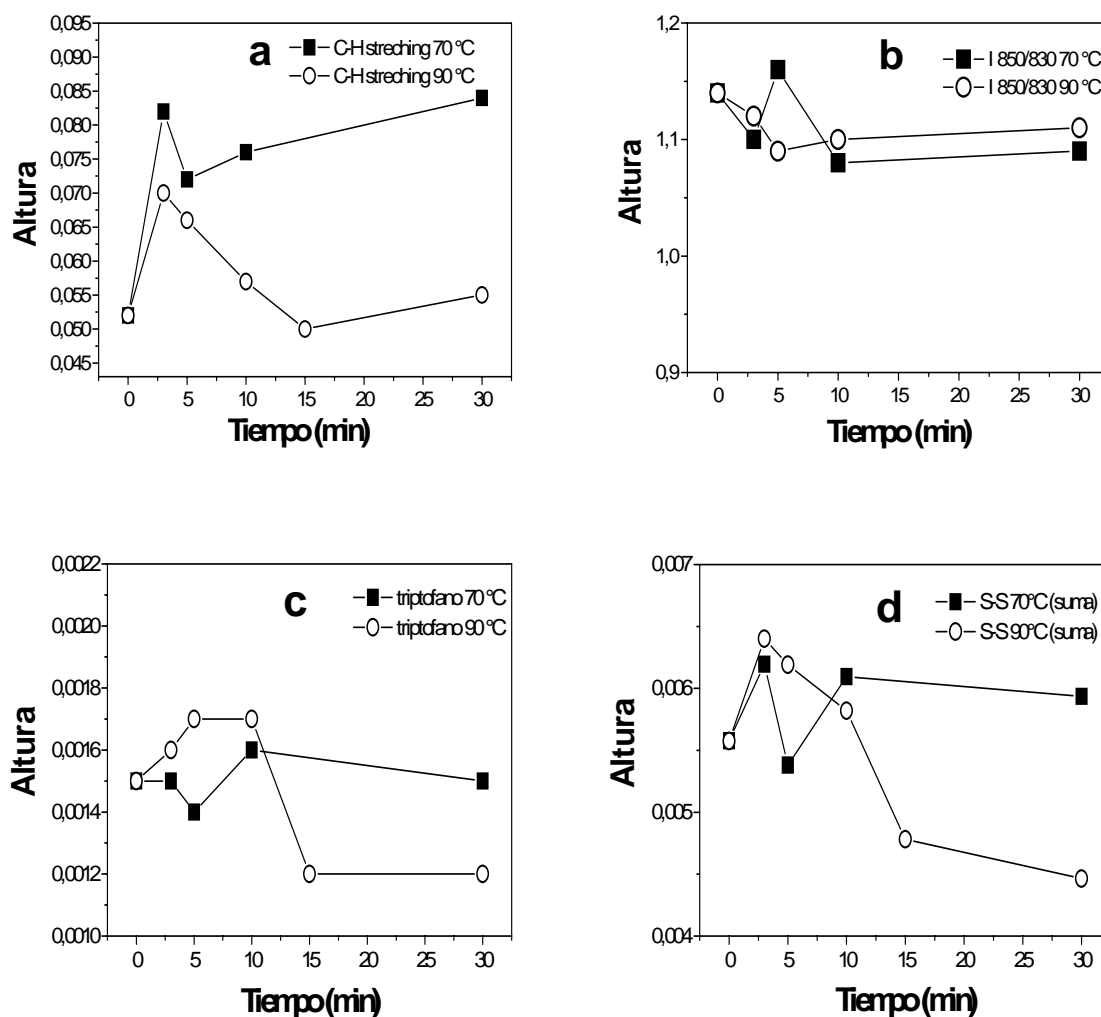 a
C-H streching 70 °C
C-H streching 90 °C
0,095
0,090
0,085
0,080
0,075
0,070
0,065
0,060
0,055
0,050
0,045
Altura
0 5 10 15 20 25 30
Tiempo (min)
b
I 850/830 70 °C
I 850/830 90 °C
1,2
1,1
1,0
0,9
Altura
0 5 10 15 20 25 30
Tiempo (min)
c
triptofano 70 °C
triptofano 90 °C
0,0022
0,0020
0,0018
0,0016
0,0014
0,0012
0,0010
Altura
0 5 10 15 20 25 30
Tiempo (min)
d
S-S 70°C (suma)
S-S 90°C (suma)
0,007
0,006
0,005
0,004
Altura
0 5 10 15 20 25 30
Tiempo (min)